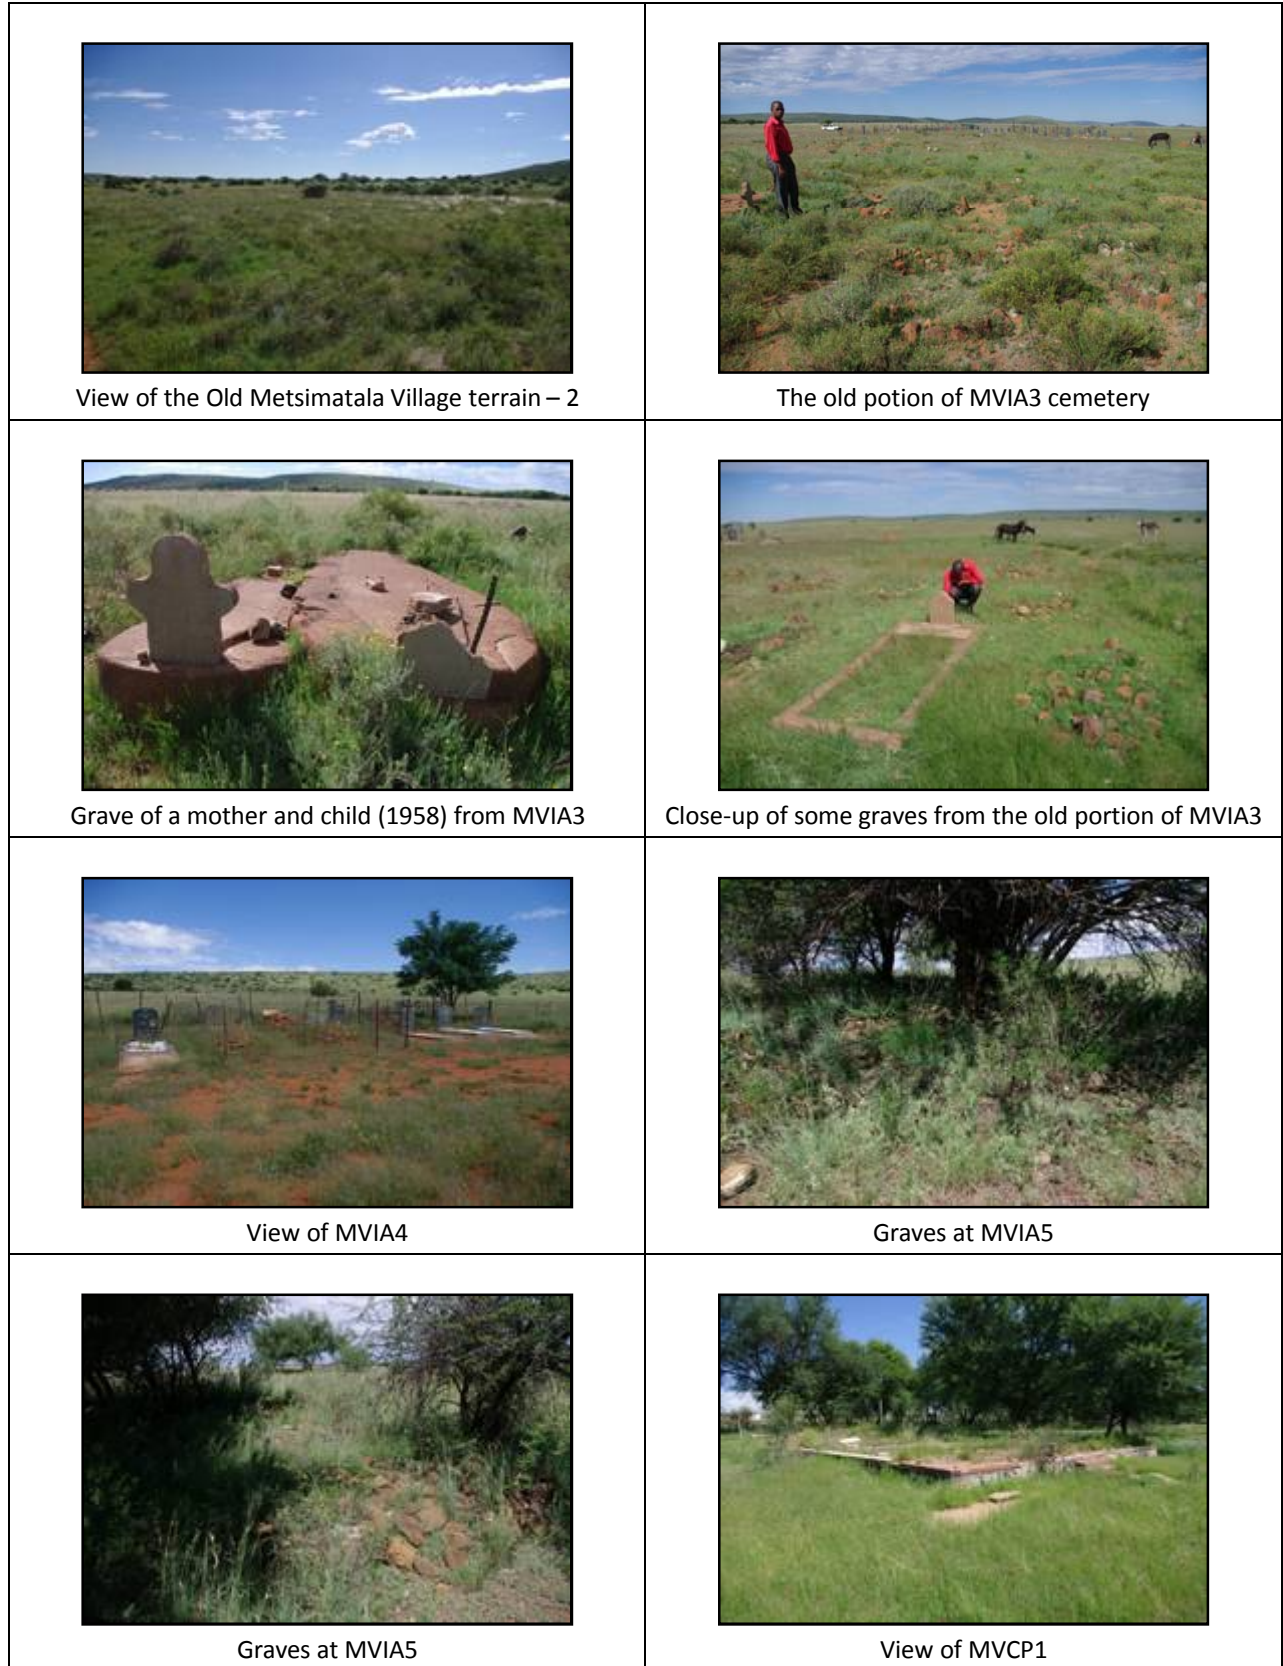 View of the Old Metsimatala Village terrain – 2
The old potion of MVIA3 cemetery
Grave of a mother and child (1958) from MVIA3
Close-up of some graves from the old portion of MVIA3
View of MVIA4
Graves at MVIA5
Graves at MVIA5
View of MVCP1